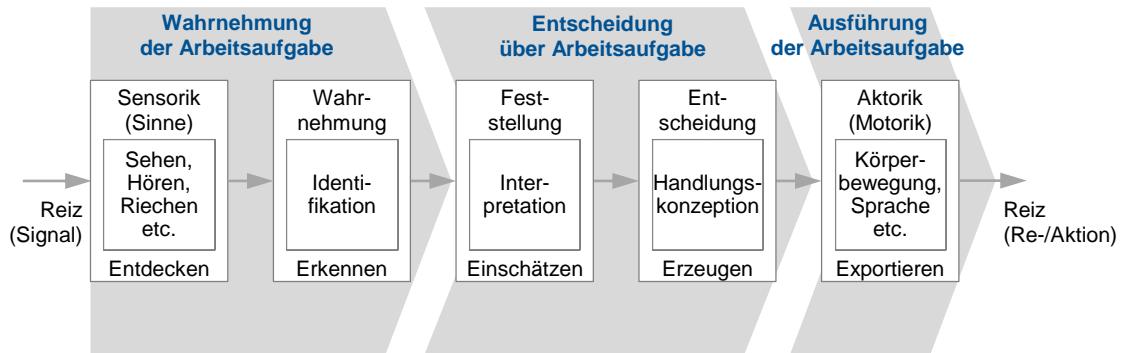 Wahrnehmung
der Arbeitsaufgabe
Entscheidung
über Arbeitsaufgabe
Ausführung
der Arbeitsaufgabe
Reiz
(Signal)
Sensorik
(Sinne)
Sehen,
Hören,
Riechen
etc.
Entdecken
Wahr-
nehmung
Identi-
fikation
Erkennen
Fest-
stellung
Inter-
pretation
Einschätzen
Ent-
scheidung
Handlungs-
konzeption
Erzeugen
Aktorik
(Motorik)
Körper-
bewegung,
Sprache
etc.
Exportieren
Reiz
(Re-/Aktion)